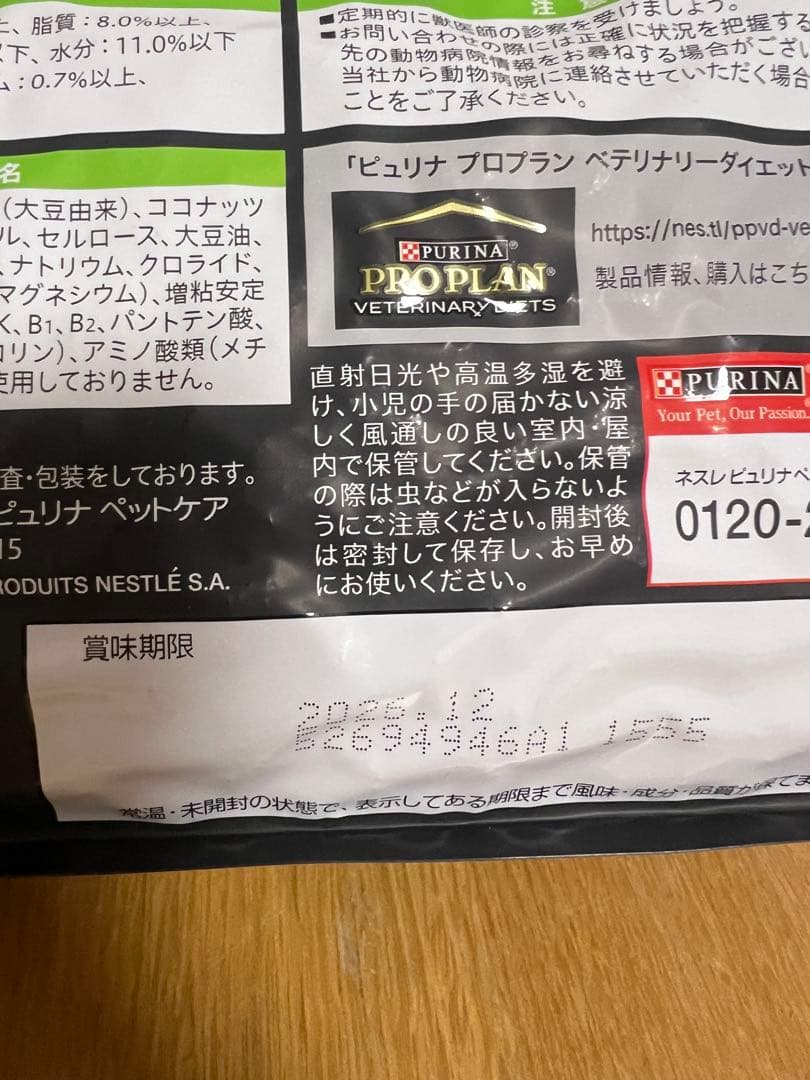 脂質：8.0%以上、
下、水分：11.0%以下
：0.7%以上、
名
（大豆由来）、ココナッツ
ル、セルロース、大豆油、
、ナトリウム、クロライド、
マグネシウム）、増粘安定
K、B1、B2、パントテン酸、
コリン）、アミノ酸類（メチ
使用しておりません。
査・包装をしております。
ピュリナ ペットケア
15
RODUITS NESTLÉ S.A.
注 意
■定期的に獣医師の診察を受けましょう。
■お問い合わせの際には正確に状況を把握する
先の動物病院情報をお尋ねする場合がござい
当社から動物病院に連絡させていただく場合
ことをご了承ください。
「ピュリナ プロプラン ベテリナリーダイエット
PURINA®
PRO PLAN®
VETERINARY DIETS
https://nes.tl/ppvd-ve
製品情報、購入はこち
直射日光や高温多湿を避
け、小児の手の届かない涼
しく風通しの良い室内・屋
内で保管してください。保管
の際は虫などが入らないよ
うにご注意ください。開封後
は密封して保存し、お早め
にお使いください。
PURINA
Your Pet, Our Passion.
ネスレ ピュリナペ
0120-2
賞味期限
2026.12
62694946A1 1555
常温・未開封の状態で、表示してある期限まで風味・成分・品質が保てま